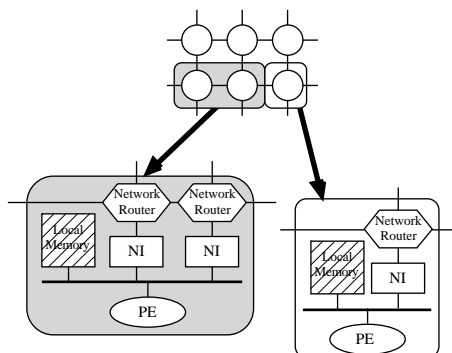 Network Network
Router Router
Network
Router
Local
Memory
NI NI
Local
Memory
NI
PE
PE